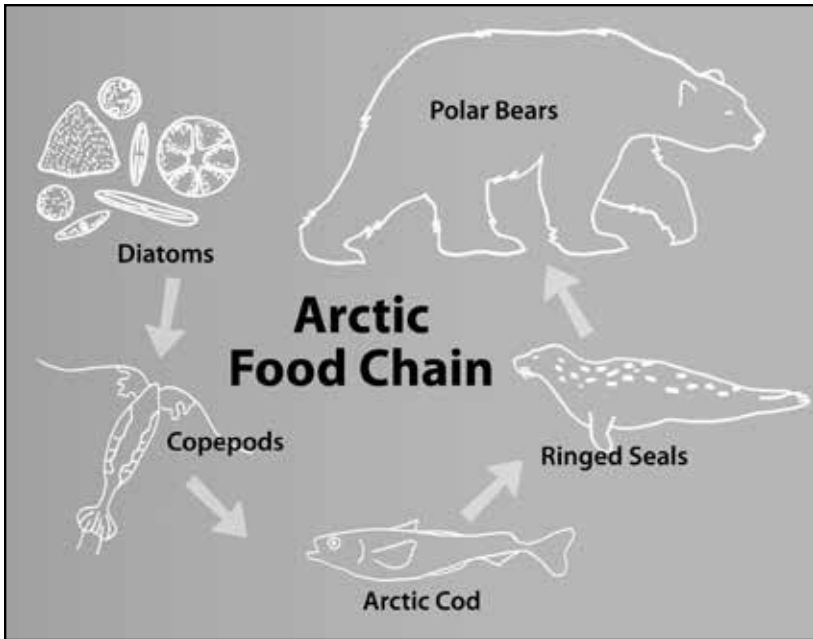 Polar Bears
Diatoms
Arctic
Food Chain
Copepods
Ringed Seals
Arctic Cod